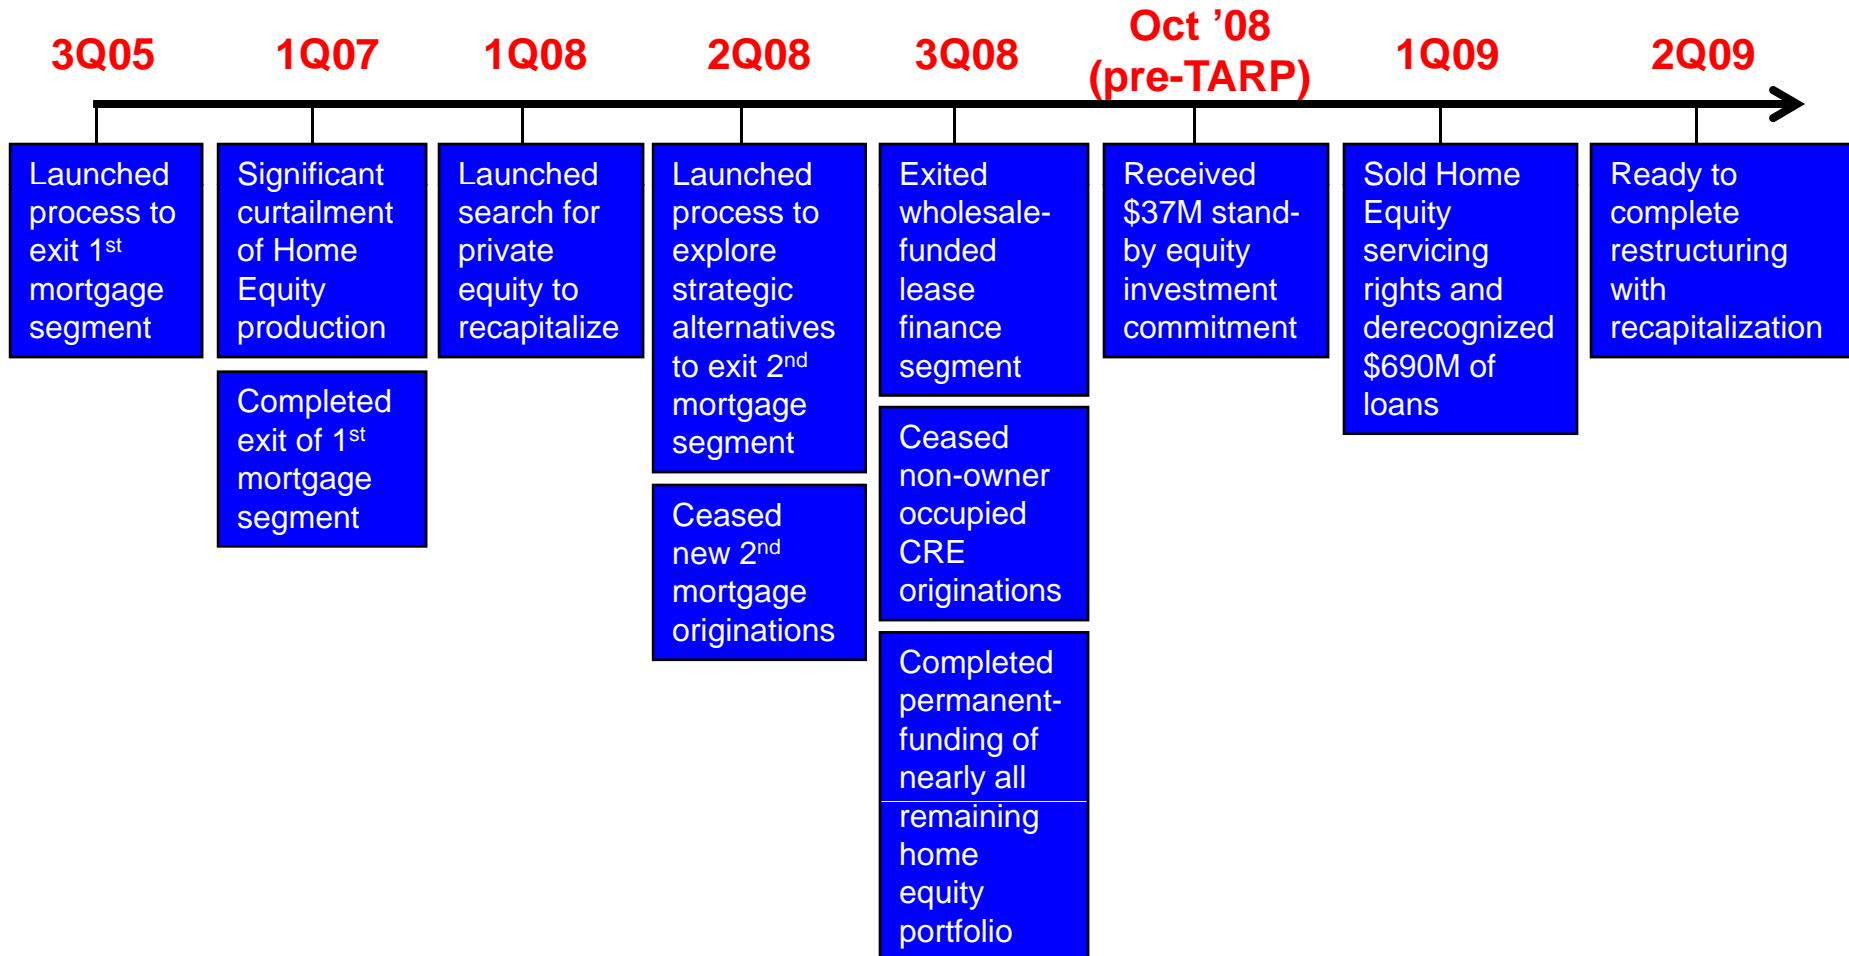 3Q05
1Q07
1Q08
2Q08
3Q08
Oct ’08
(pre-TARP)
1Q09
2Q09
Launched
process to
exit 1st
mortgage
segment
Significant
curtailment
of Home
Equity
production
Completed
exit of 1st
mortgage
segment
Launched
search for
private
equity to
recapitalize
Launched
process to
explore
strategic
alternatives
to exit 2nd
mortgage
segment
Ceased
new 2nd
mortgage
originations
Exited
wholesale-
funded
lease
finance
segment
Ceased
non-owner
occupied
CRE
originations
Completed
permanent-
funding of
nearly all
remaining
home
equity
portfolio
Received
$37M stand-
by equity
investment
commitment
Sold Home
Equity
servicing
rights and
derecognized
$690M of
loans
Ready to
complete
restructuring
with
recapitalization